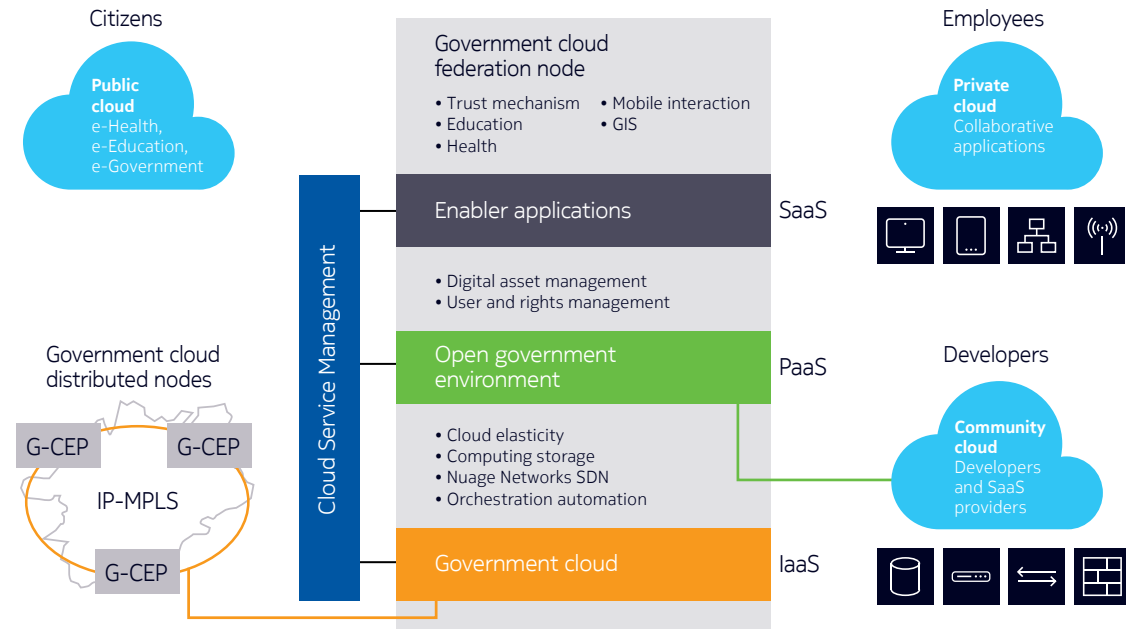 Citizens
Public
cloud
e-Health,
e-Education,
e-Government
Government cloud
distributed nodes
G-CEP
G-CEP
IP-MPLS
G-CEP
Cloud Service Management
Government cloud
federation node
• Trust mechanism
• Education
• Health
• Mobile interaction
• GIS
Enabler applications
SaaS
• Digital asset management
• User and rights management
Open government
environment
PaaS
• Cloud elasticity
• Computing storage
• Nuage Networks SDN
• Orchestration automation
Government cloud
IaaS
Employees
Private
cloud
Collaborative
applications
Developers
Community
cloud
Developers
and SaaS
providers